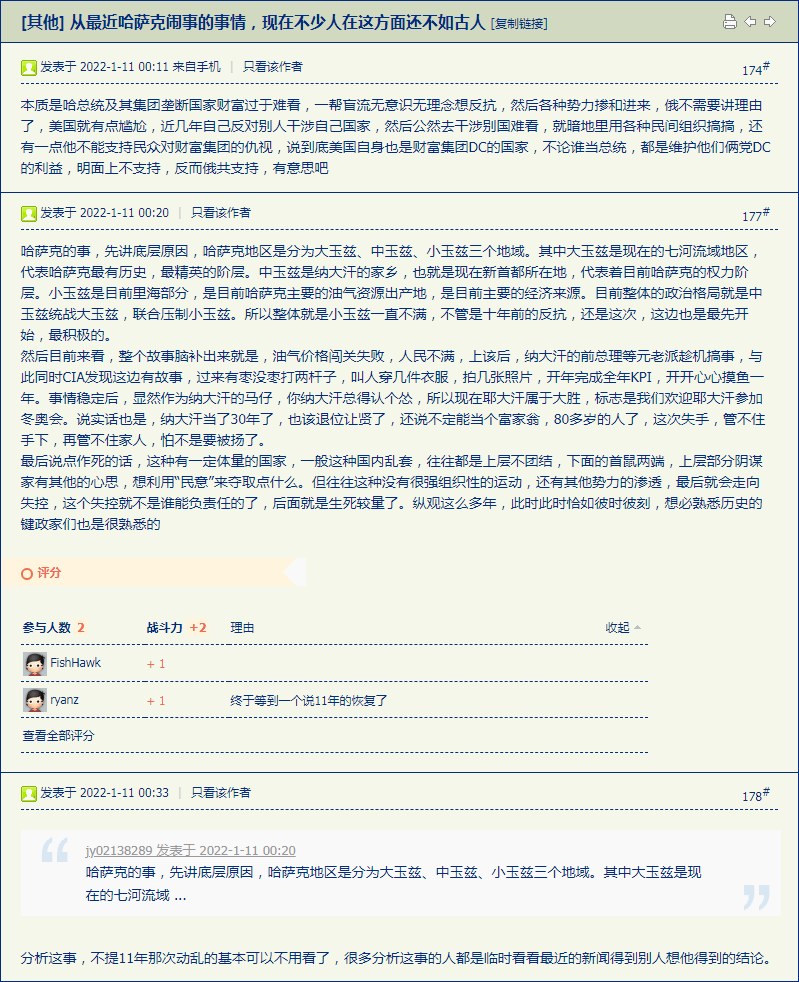 [其他] 从最近哈萨克闹事的事情，现在不少人在这方面还不如古人 [复制链接]
发表于 2022-1-11 00:11 来自手机 | 只看该作者
174#
本质是哈总统及其集团垄断国家财富过于难看，一帮盲流无意识无理念想反抗，然后各种势力掺和进来，俄不需要讲理由
了，美国就有点尴尬，近几年自己反对别人干涉自己国家，然后公然去干涉别国难看，就暗地里用各种民间组织搞搞，还
有一点他不能支持民众对财富集团的仇视，说到底美国自身也是财富集团DC的国家，不论谁当总统，都是维护他们俩党DC
的利益，明面上不支持，反而俄共支持，有意思吧
发表于 2022-1-11 00:20 | 只看该作者
177#
哈萨克的事，先讲底层原因，哈萨克地区是分为大玉兹、中玉兹、小玉兹三个地域。其中大玉兹是现在的七河流域地区，
代表哈萨克最有历史，最精英的阶层。中玉兹是纳大汗的家乡，也就是现在新首都所在地，代表着目前哈萨克的权力阶
层。小玉兹是目前里海部分，是目前哈萨克主要的油气资源出产地，是目前主要的经济来源。目前整体的政治格局就是中
玉兹统战大玉兹，联合压制小玉兹。所以整体就是小玉兹一直不满，不管是十年前的反抗，还是这次，这边也是最先开
始，最积极的。
然后目前来看，整个故事脑补出来就是，油气价格闯关失败，人民不满，上该后，纳大汗的前总理等元老派趁机搞事，与
此同时CIA发现这边有故事，过来有枣没枣打两杆子，叫人穿几件衣服，拍几张照片，开年完成全年KPI，开开心心摸鱼一
年。事情稳定后，显然作为纳大汗的马仔，你纳大汗总得认个怂，所以现在耶大汗属于大胜，标志是我们欢迎耶大汗参加
冬奥会。说实话也是，纳大汗当了30年了，也该退位让贤了，还说不定能当个富家翁，80多岁的人了，这次失手，管不住
手下，再管不住家人，怕不是要被扬了。
最后说点作死的话，这种有一定体量的国家，一般这种国内乱套，往往都是上层不团结，下面的首鼠两端，上层部分阴谋
家有其他的心思，想利用“民意”来夺取点什么。但往往这种没有很强组织性的运动，还有其他势力的渗透，最后就会走向
失控，这个失控就不是谁能负责任的了，后面就是生死较量了。纵观这么多年，此时此时恰如彼时彼刻，想必熟悉历史的
键政家们也是很熟悉的
评分
参与人数 2 战斗力 +2 理由 收起
FishHawk + 1
ryanz + 1 终于等到一个说11年的恢复了
查看全部评分
发表于 2022-1-11 00:33 | 只看该作者
178#
jy02138289 发表于 2022-1-11 00:20
哈萨克的事，先讲底层原因，哈萨克地区是分为大玉兹、中玉兹、小玉兹三个地域。其中大玉兹是现
在的七河流域 ...
分析这事，不提11年那次动乱的基本可以不用看了，很多分析这事的人都是临时看看最近的新闻得到别人想他得到的结论。